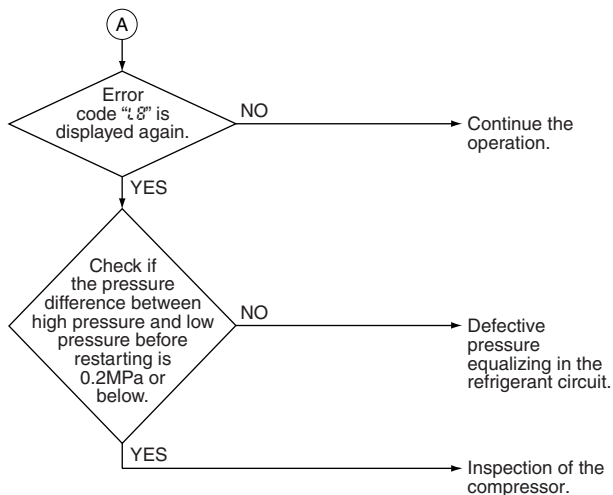 A
Error
code “L8” is
displayed again.
NO
Continue the
operation.
YES
Check if
the pressure
difference between
high pressure and low
pressure before
restarting is
0.2MPa or
below.
NO
Defective
pressure
equalizing in the
refrigerant circuit.
YES
Inspection of the
compressor.